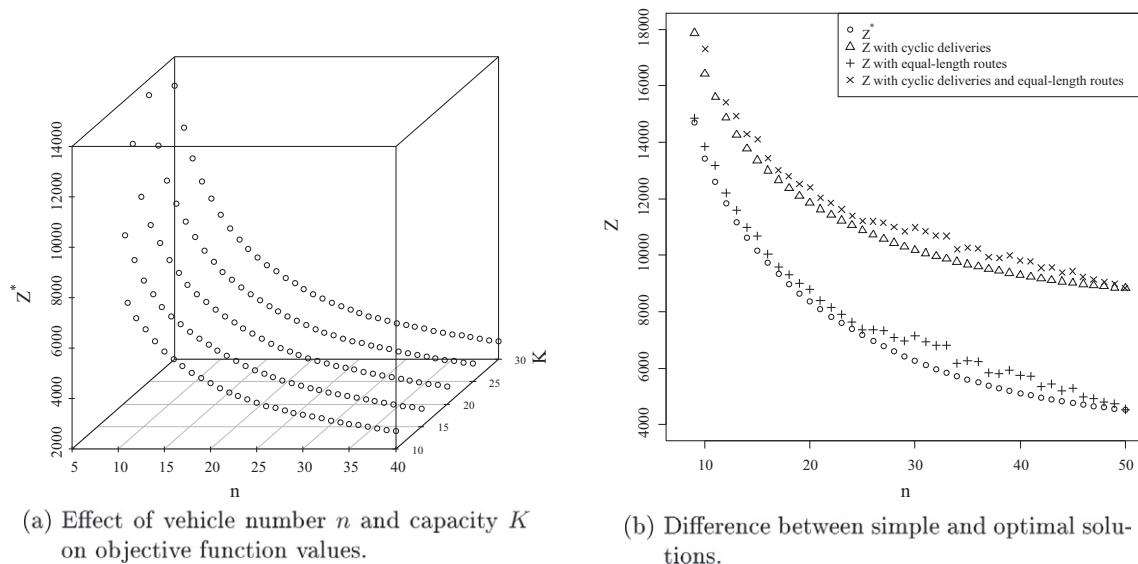 2000 4000 6000 8000 10000 12000 14000
Z*
5 10 15 20 25 30 35 40
n
10 15 20 25 30
K
(a) Effect of vehicle number n and capacity K
on objective function values.
Z*
Z with cyclic deliveries
Z with equal-length routes
Z with cyclic deliveries and equal-length routes
4000 6000 8000 10000 12000 14000 16000 18000
Z
10 20 30 40 50
n
(b) Difference between simple and optimal solu-
tions.